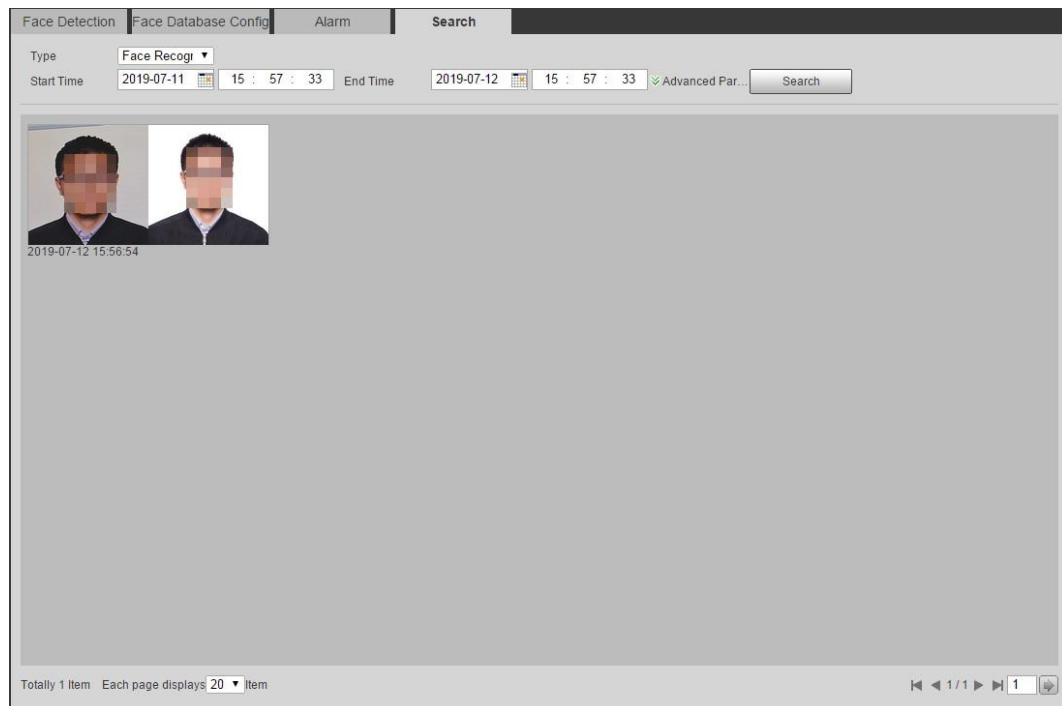 Face Detection Face Database Config Alarm Search
Type Face Recogr
Start Time 2019-07-11 15 : 57 : 33 End Time 2019-07-12 15 : 57 : 33 Advanced Par... Search
2019-07-12 15:56:54
Totally 1 Item Each page displays 20 Item 1 / 1 1